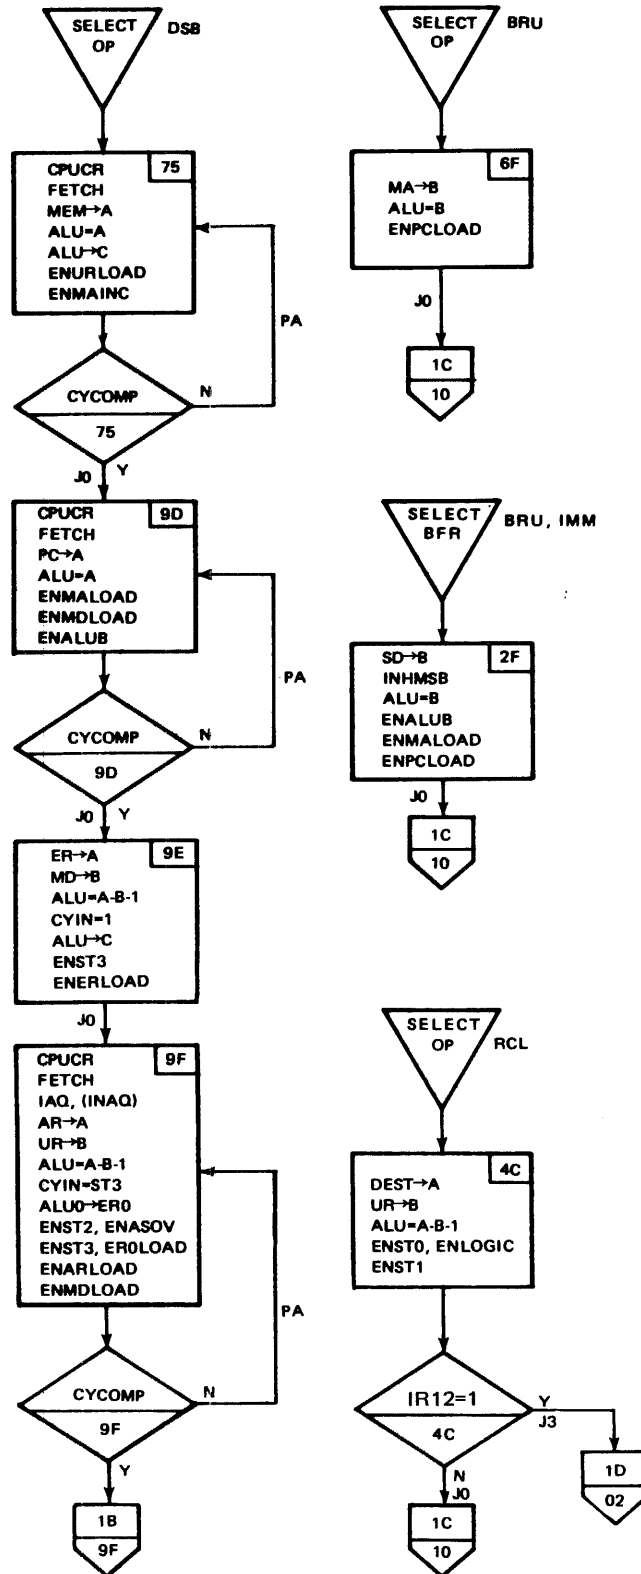 SELECT
OP
DSB
75
CPUCR
FETCH
MEM→A
ALU=A
ALU→C
ENURLOAD
ENMAINC
PA
CYCOMP
N
75
J0
Y
9D
CPUCR
FETCH
PC→A
ALU=A
ENMALOAD
ENMDLOAD
ENALUB
PA
CYCOMP
N
9D
J0
Y
9E
ER→A
MD→B
ALU=A-B-1
CYIN=1
ALU→C
ENST3
ENERLOAD
J0
9F
CPUCR
FETCH
IAQ, (INAQ)
AR→A
UR→B
ALU=A-B-1
CYIN=ST3
ALU0→ER0
ENST2, ENASOV
ENST3, ER0LOAD
ENARLOAD
ENMDLOAD
PA
CYCOMP
N
9F
Y
1B
9F
SELECT
OP
BRU
6F
MA→B
ALU=B
ENPCLOAD
J0
1C
10
SELECT
BFR
BRU, IMM
2F
SD→B
INHMSB
ALU=B
ENALUB
ENMALOAD
ENPCLOAD
J0
1C
10
SELECT
OP
RCL
4C
DEST→A
UR→B
ALU=A-B-1
ENST0, ENLOGIC
ENST1
IR12=1
Y
J3
4C
1D
02
N
J0
1C
10